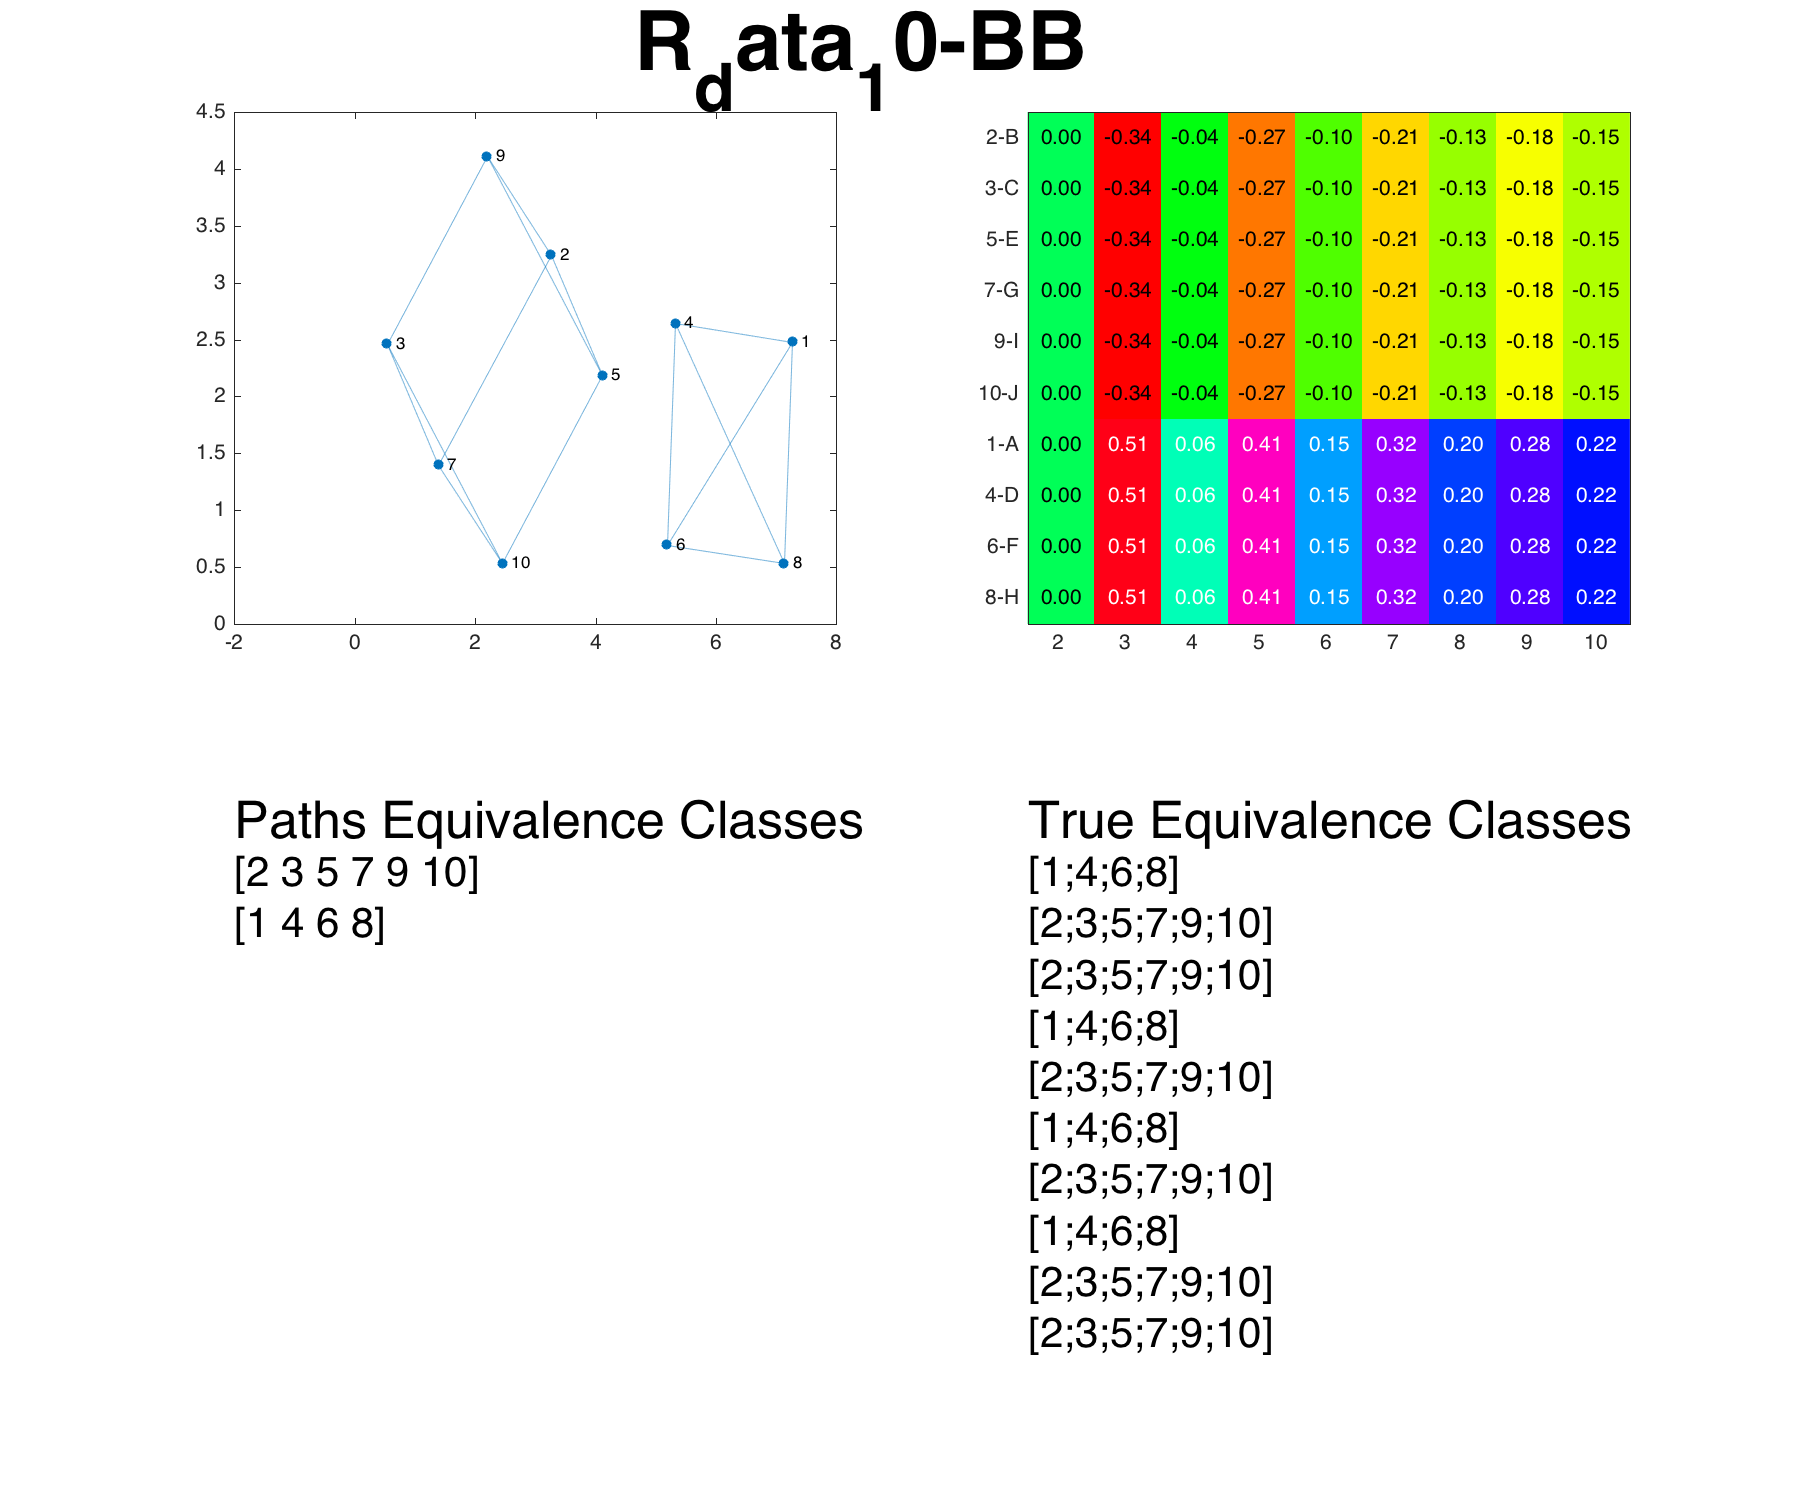 R_data_10-BB
4.5
4
3.5
3
2.5
2
1.5
1
0.5
0
-2 0 2 4 6 8
9
2
4
1
3
5
7
6
10
8
2-B 0.00 -0.34 -0.04 -0.27 -0.10 -0.21 -0.13 -0.18 -0.15
3-C 0.00 -0.34 -0.04 -0.27 -0.10 -0.21 -0.13 -0.18 -0.15
5-E 0.00 -0.34 -0.04 -0.27 -0.10 -0.21 -0.13 -0.18 -0.15
7-G 0.00 -0.34 -0.04 -0.27 -0.10 -0.21 -0.13 -0.18 -0.15
9-I 0.00 -0.34 -0.04 -0.27 -0.10 -0.21 -0.13 -0.18 -0.15
10-J 0.00 -0.34 -0.04 -0.27 -0.10 -0.21 -0.13 -0.18 -0.15
1-A 0.00 0.51 0.06 0.41 0.15 0.32 0.20 0.28 0.22
4-D 0.00 0.51 0.06 0.41 0.15 0.32 0.20 0.28 0.22
6-F 0.00 0.51 0.06 0.41 0.15 0.32 0.20 0.28 0.22
8-H 0.00 0.51 0.06 0.41 0.15 0.32 0.20 0.28 0.22
2 3 4 5 6 7 8 9 10
Paths Equivalence Classes
[2 3 5 7 9 10]
[1 4 6 8]
True Equivalence Classes
[1;4;6;8]
[2;3;5;7;9;10]
[2;3;5;7;9;10]
[1;4;6;8]
[2;3;5;7;9;10]
[1;4;6;8]
[2;3;5;7;9;10]
[1;4;6;8]
[2;3;5;7;9;10]
[2;3;5;7;9;10]